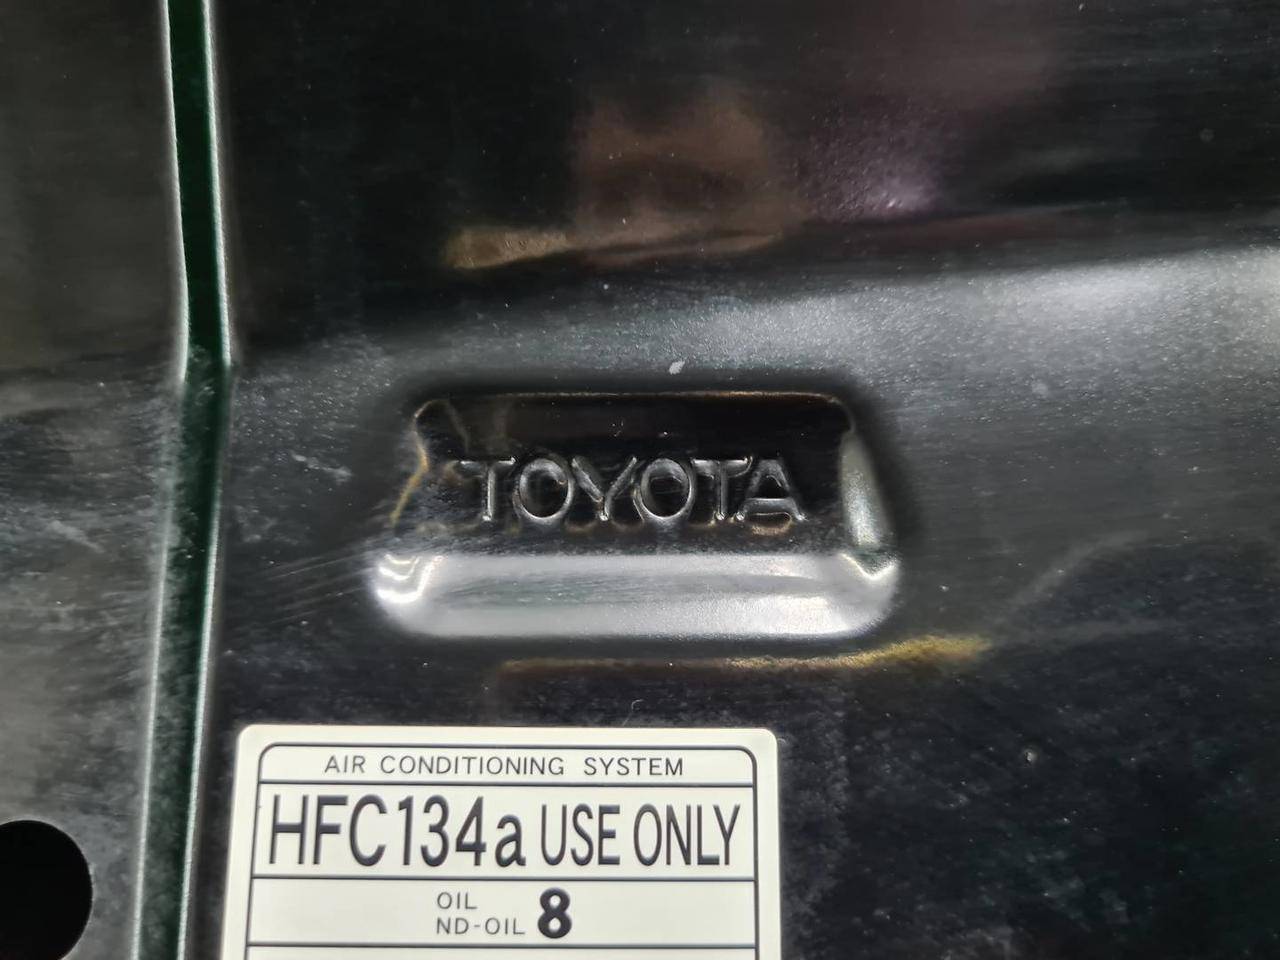 TOYOTA
AIR CONDITIONING SYSTEM
HFC134a USE ONLY
OIL
ND-OIL 8